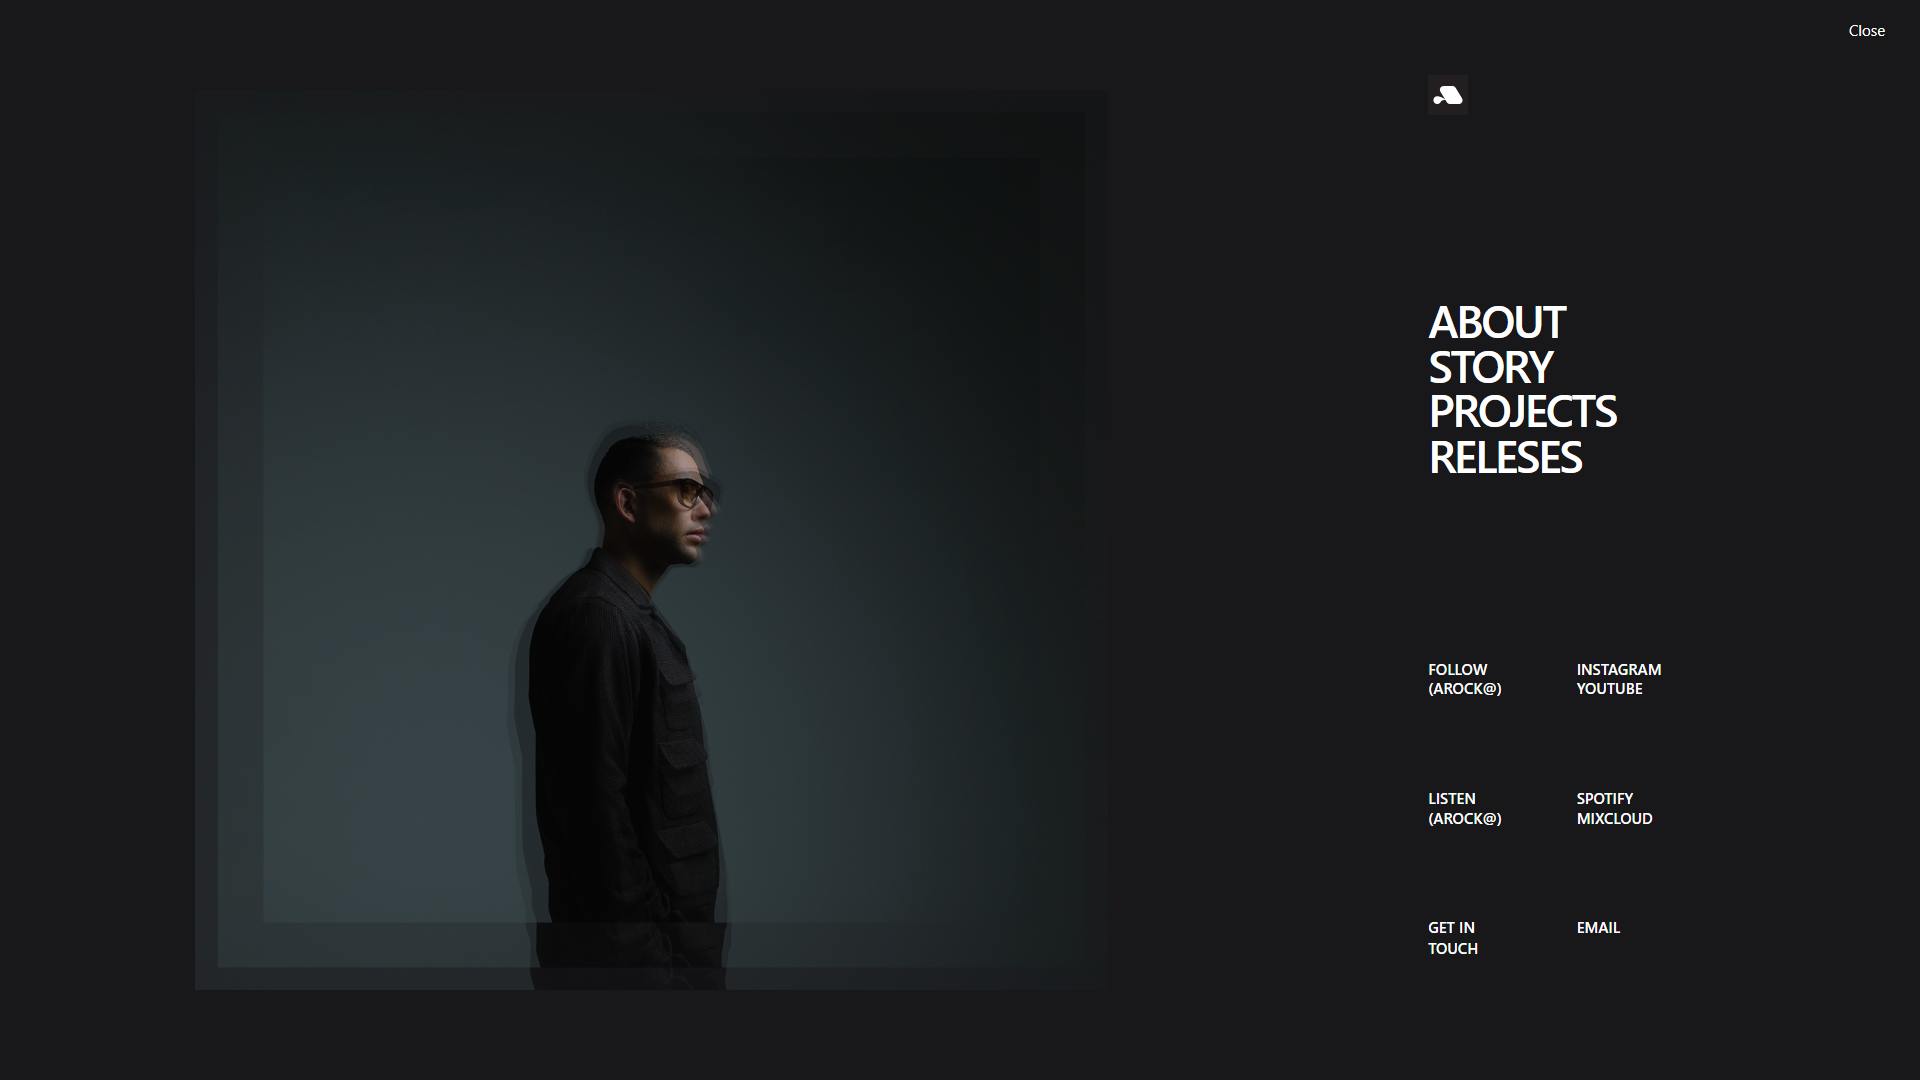 Close
ABOUT
STORY
PROJECTS
RELESES
FOLLOW
(AROCK@)
INSTAGRAM
YOUTUBE
LISTEN
(AROCK@)
SPOTIFY
MIXCLOUD
GET IN
TOUCH
EMAIL